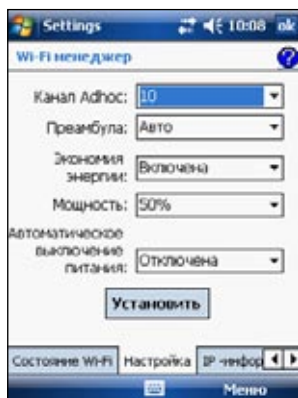 Settings 10:08 ok
Wi-Fi менеджер
Канал Adhoc: 10
Преамбула: Авто
Экономия
энергии: Включена
Мощность: 50%
Автоматическое
выключение
питания: Отключена
Установить
Состояние Wi-Fi Настройка IP-инфор
Меню